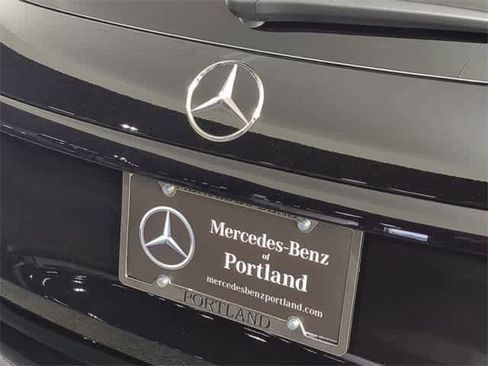 Mercedes-Benz
of
Portland
mercedesbenzportland.com
PORTLAND